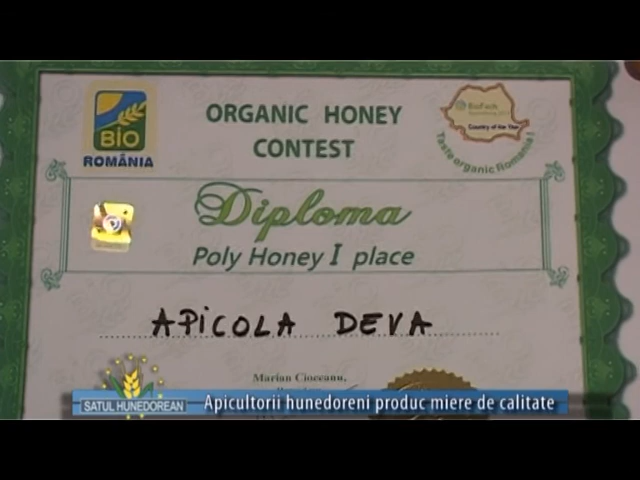 BIO
ROMÂNIA
ORGANIC HONEY
CONTEST
BioFach
Country of the Year
Taste organic Romania!
Diploma
Poly Honey I place
APICOLA DEVA
Marian Cioceanu,
SATUL HUNEDOREAN
Apicultorii hunedoreni produc miere de calitate